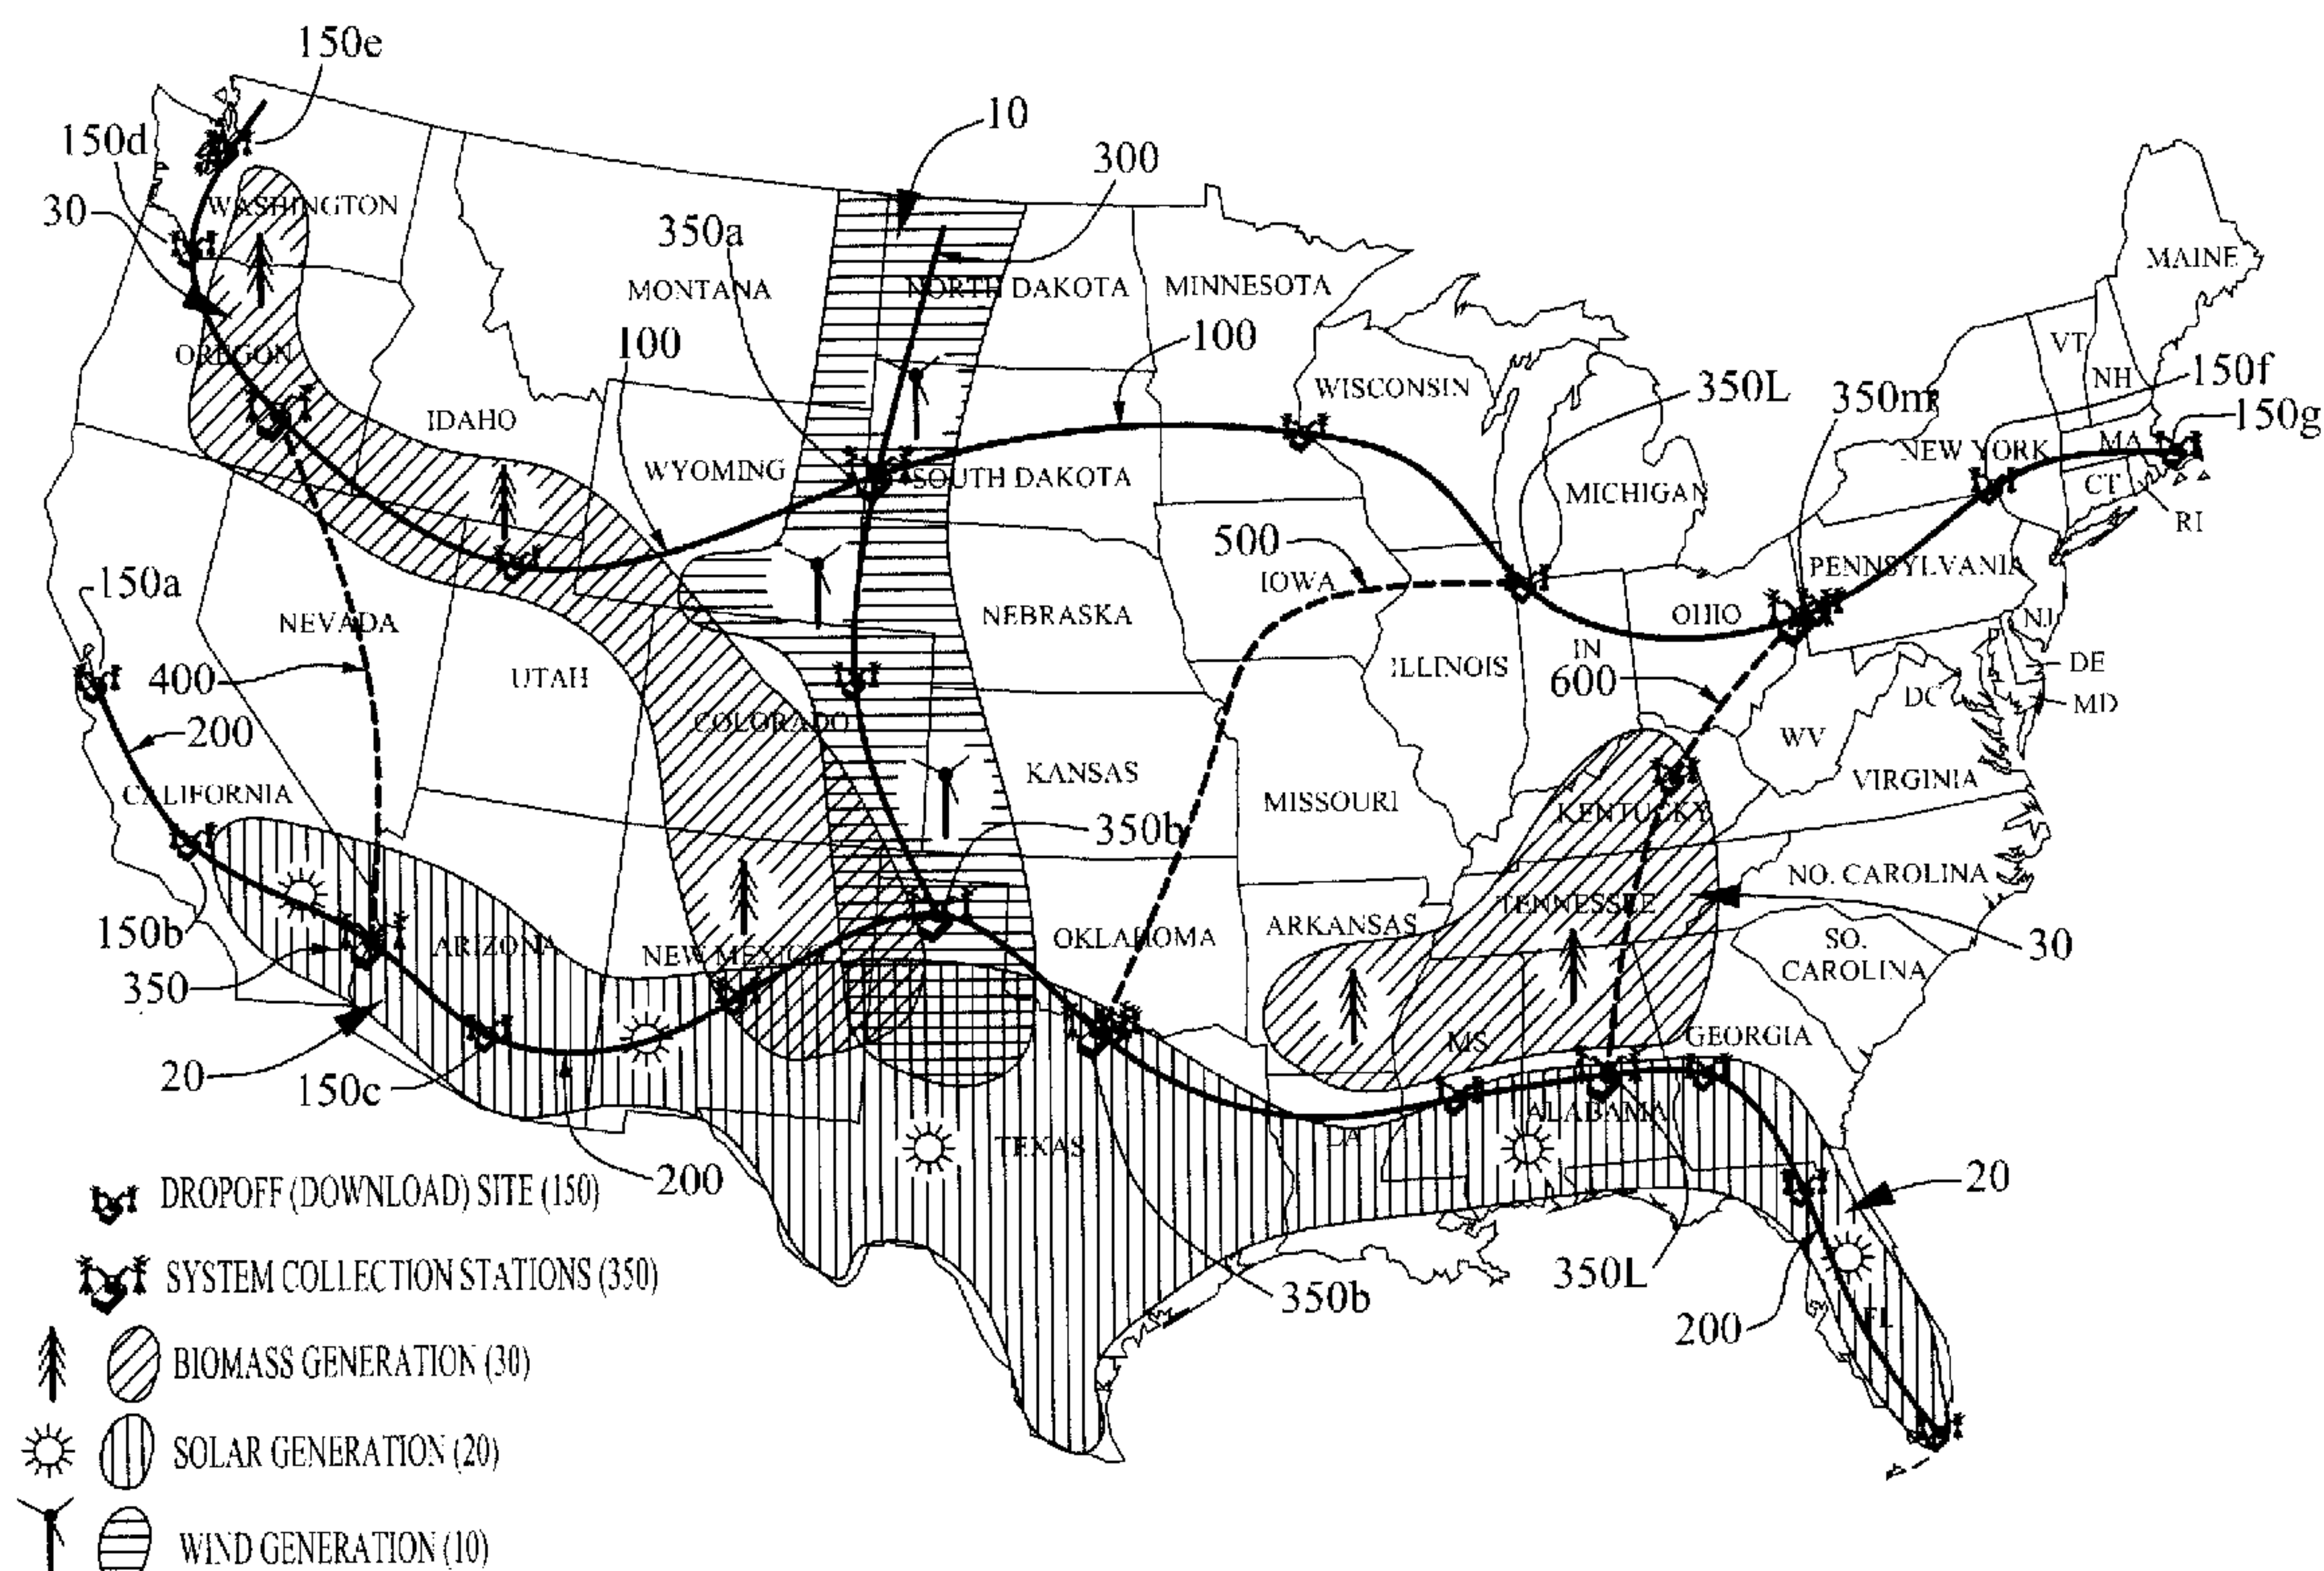 150e
10
150d
300
30
WASHINGTON
350a
MAINE
MONTANA
NORTH DAKOTA
MINNESOTA
100
100
VT
OREGON
WISCONSIN
NH
150f
350L
350m
150g
IDAHO
NEW YORK
MA
WYOMING
SOUTH DAKOTA
MICHIGAN
CT
RI
500
IOWA
PENNSYLVANIA
150a
NEVADA
NEBRASKA
OHIO
NJ
IN
ILLINOIS
DE
400
UTAH
600
DC
MD
COLORADO
200
WV
KANSAS
VIRGINIA
CALIFORNIA
MISSOURI
KENTUCKY
350b
NO. CAROLINA
TENNESSEE
150b
ARIZONA
NEW MEXICO
OKLAHOMA
ARKANSAS
SO.
CAROLINA
30
350
MS
GEORGIA
20
150c
ALABAMA
LA
TEXAS
200
20
DROPOFF (DOWNLOAD) SITE (150)
350L
SYSTEM COLLECTION STATIONS (350)
350b
200
FL
BIOMASS GENERATION (30)
SOLAR GENERATION (20)
WIND GENERATION (10)